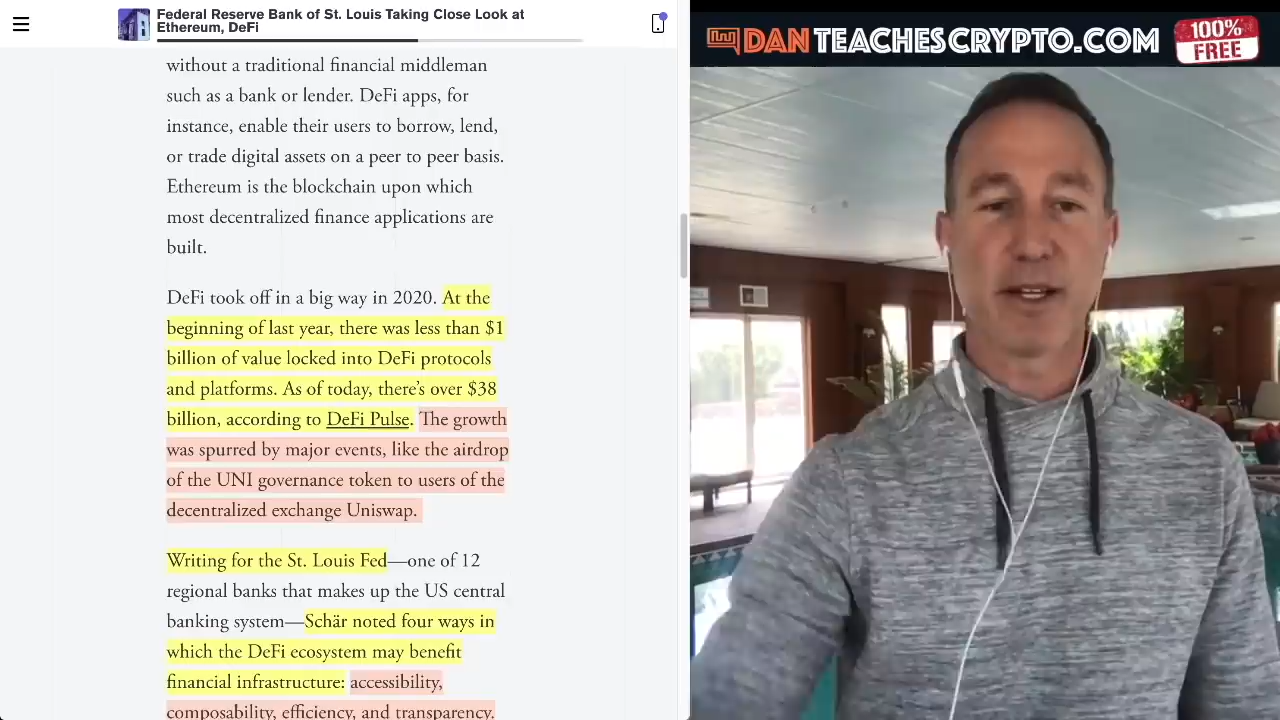 Federal Reserve Bank of St. Louis Taking Close Look at
Ethereum, DeFi
without a traditional financial middleman
such as a bank or lender. DeFi apps, for
instance, enable their users to borrow, lend,
or trade digital assets on a peer to peer basis.
Ethereum is the blockchain upon which
most decentralized finance applications are
built.
DeFi took off in a big way in 2020. At the
beginning of last year, there was less than $1
billion of value locked into DeFi protocols
and platforms. As of today, there's over $38
billion, according to DeFi Pulse. The growth
was spurred by major events, like the airdrop
of the UNI governance token to users of the
decentralized exchange Uniswap.
Writing for the St. Louis Fed—one of 12
regional banks that makes up the US central
banking system—Schär noted four ways in
which the DeFi ecosystem may benefit
financial infrastructure: accessibility,
composability, efficiency, and transparency.
DANTEACHESCRYPTO.COM
100%
FREE